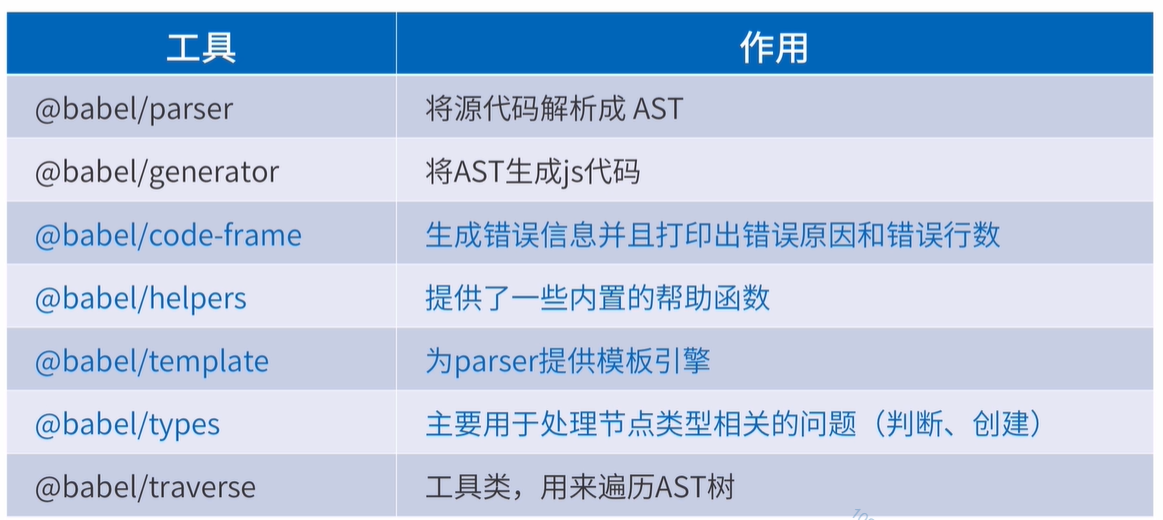 工具 作用
@babel/parser 将源代码解析成 AST
@babel/generator 将AST生成js代码
@babel/code-frame 生成错误信息并且打印出错误原因和错误行数
@babel/helpers 提供了一些内置的帮助函数
@babel/template 为parser提供模板引擎
@babel/types 主要用于处理节点类型相关的问题（判断、创建）
@babel/traverse 工具类，用来遍历AST树